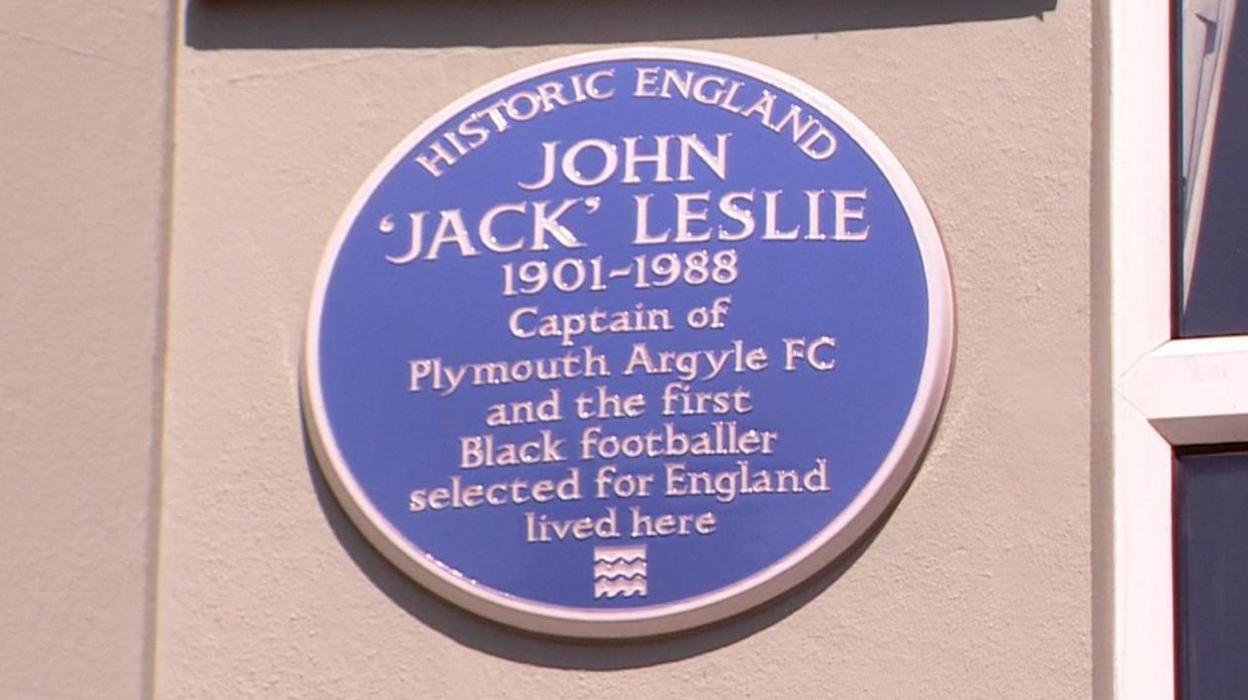 HISTORIC ENGLAND
JOHN
‘JACK’ LESLIE
1901-1988
Captain of
Plymouth Argyle FC
and the first
Black footballer
selected for England
lived here